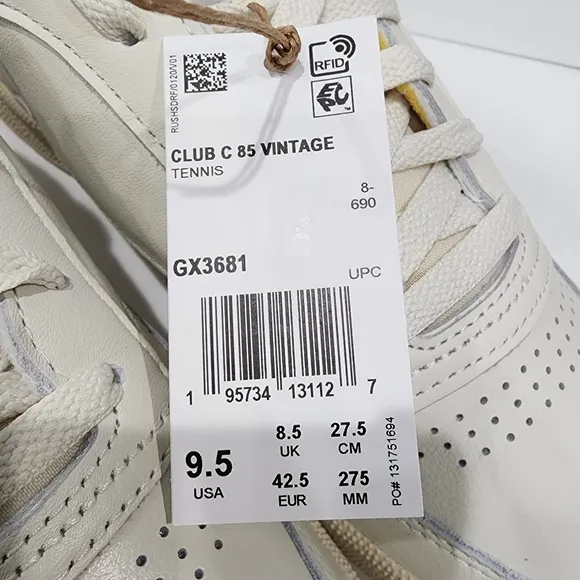 RUSHSDRF/0120/V01
RFID
EPC™
CLUB C 85 VINTAGE
TENNIS
8-
690
GX3681
UPC
1 95734 13112 7
9.5
USA
8.5
UK
27.5
CM
42.5
EUR
275
MM
PO# 131751694